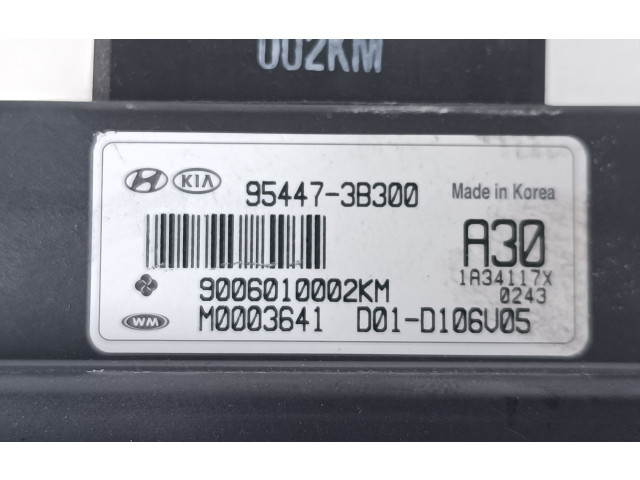 002KM
KIA 95447-3B300 Made in Korea
A30
1A34117X
9006010002KM 0243
WM M0003641 D01-D106V05